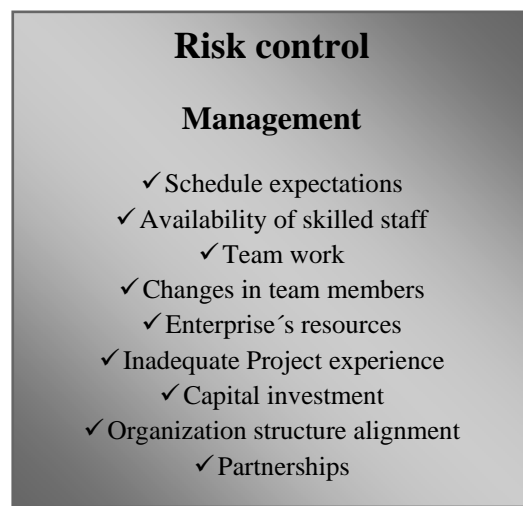 Risk control
Management
✓Schedule expectations
✓Availability of skilled staff
✓Team work
✓Changes in team members
✓Enterprise´s resources
✓Inadequate Project experience
✓Capital investment
✓Organization structure alignment
✓Partnerships